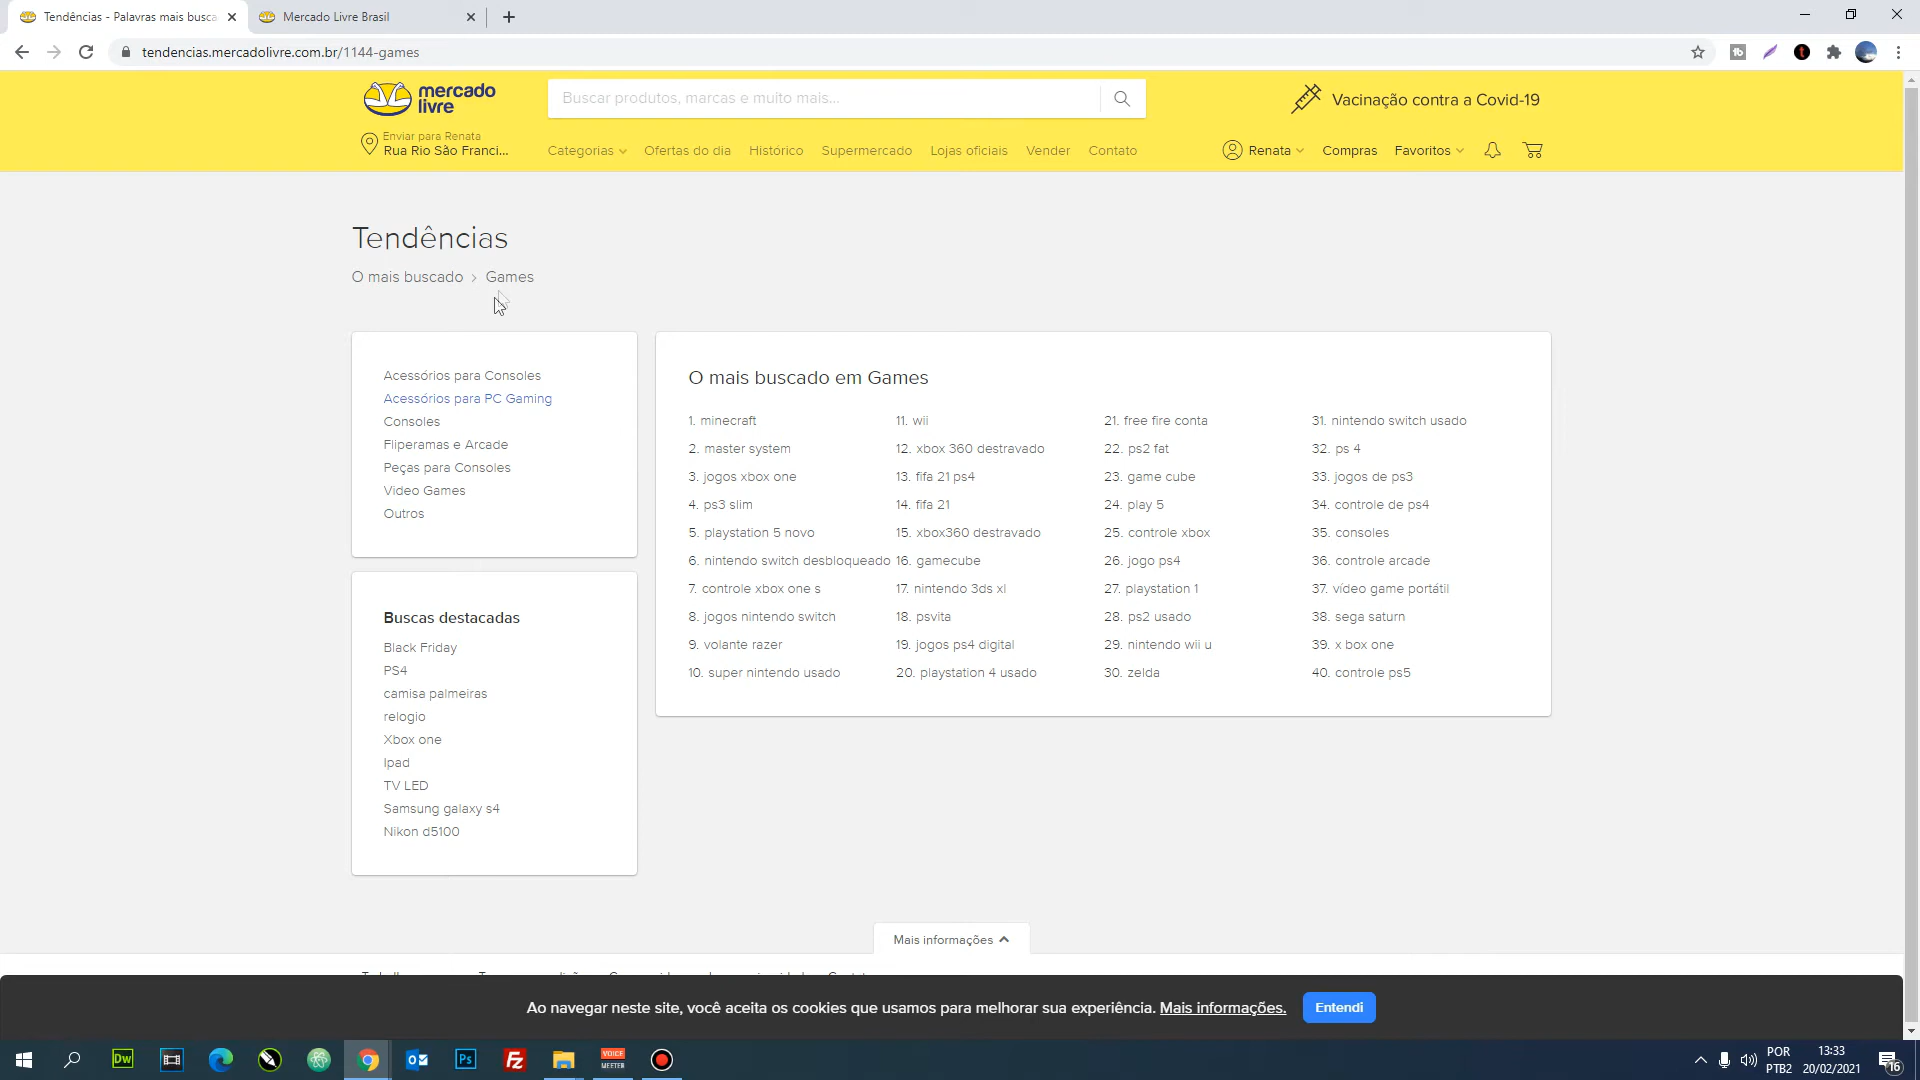 Tendências - Palavras mais busca
Mercado Livre Brasil
tendencias.mercadolivre.com.br/1144-games
mercado
livre
Buscar produtos, marcas e muito mais...
Vacinação contra a Covid-19
Enviar para Renata
Rua Rio São Franci...
Categorias
Ofertas do dia
Histórico
Supermercado
Lojas oficiais
Vender
Contato
Renata
Compras
Favoritos
Tendências
O mais buscado › Games
Acessórios para Consoles
Acessórios para PC Gaming
Consoles
Fliperamas e Arcade
Peças para Consoles
Video Games
Outros
Buscas destacadas
Black Friday
PS4
camisa palmeiras
relogio
Xbox one
Ipad
TV LED
Samsung galaxy s4
Nikon d5100
O mais buscado em Games
1. minecraft
2. master system
3. jogos xbox one
4. ps3 slim
5. playstation 5 novo
6. nintendo switch desbloqueado
7. controle xbox one s
8. jogos nintendo switch
9. volante razer
10. super nintendo usado
11. wii
12. xbox 360 destravado
13. fifa 21 ps4
14. fifa 21
15. xbox360 destravado
16. gamecube
17. nintendo 3ds xl
18. psvita
19. jogos ps4 digital
20. playstation 4 usado
21. free fire conta
22. ps2 fat
23. game cube
24. play 5
25. controle xbox
26. jogo ps4
27. playstation 1
28. ps2 usado
29. nintendo wii u
30. zelda
31. nintendo switch usado
32. ps 4
33. jogos de ps3
34. controle de ps4
35. consoles
36. controle arcade
37. vídeo game portátil
38. sega saturn
39. x box one
40. controle ps5
Mais informações
Ao navegar neste site, você aceita os cookies que usamos para melhorar sua experiência. Mais informações.
Entendi
Dw
Ps
Fz
VOICE
MEETER
POR
PTB2
13:33
20/02/2021
16